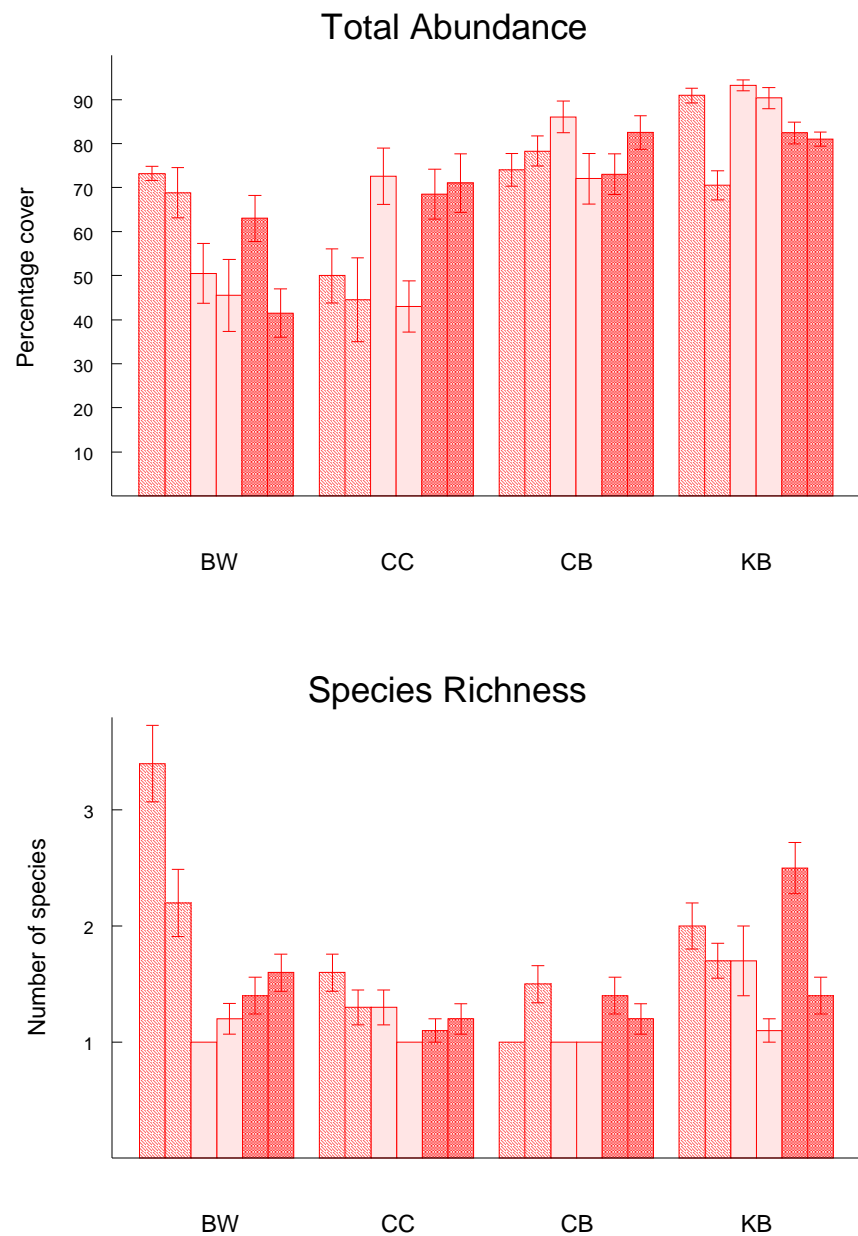 Total Abundance
Percentage cover
90
80
70
60
50
40
30
20
10
BW CC CB KB
Species Richness
Number of species
3
2
1
BW CC CB KB